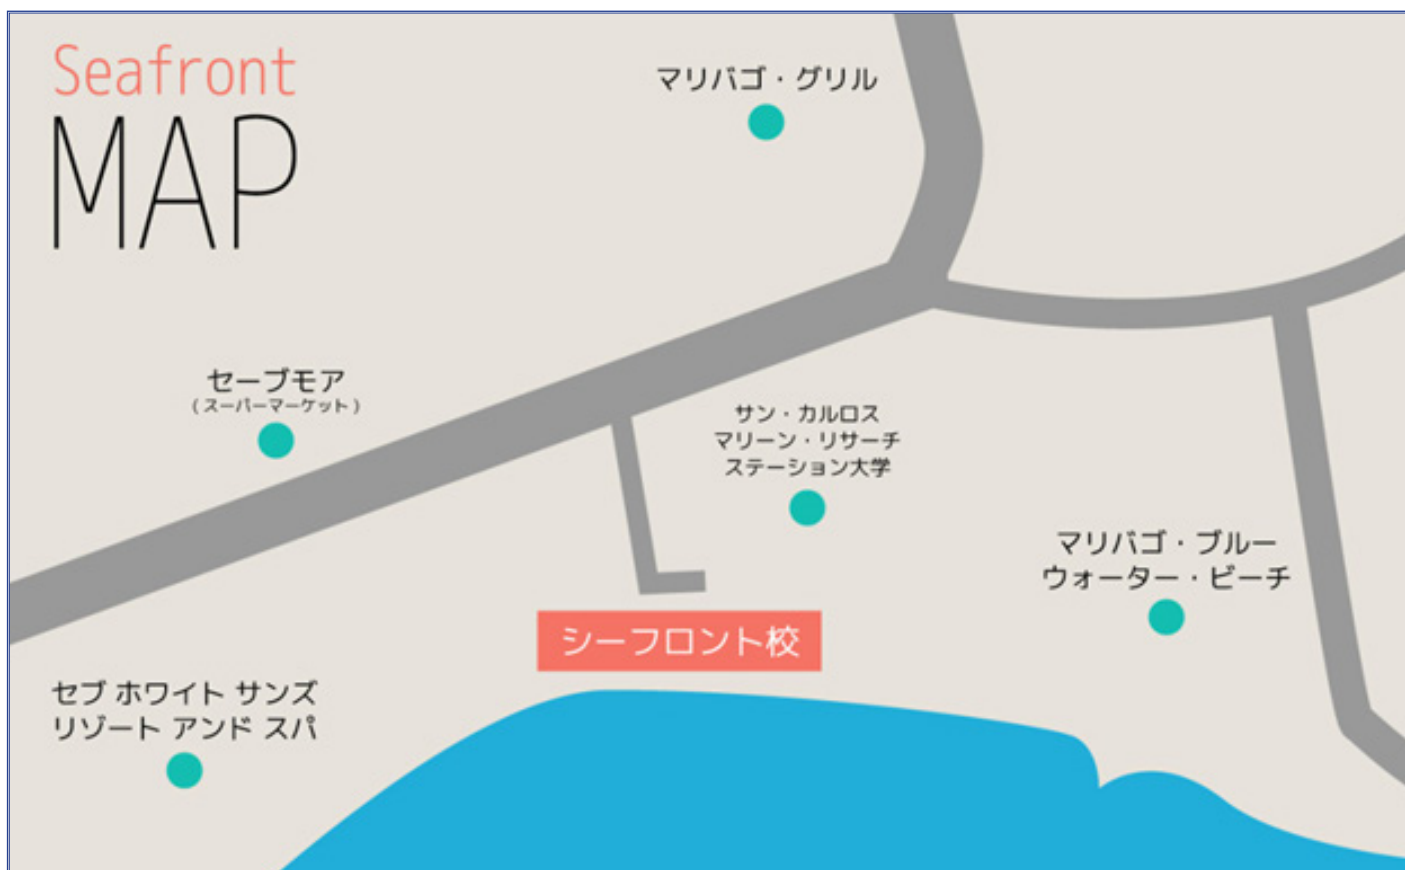 Seafront
MAP
マリバゴ・グリル
セーブモア
(スーパーマーケット)
サン・カルロス
マリーン・リサーチ
ステーション大学
マリバゴ・ブルー
ウォーター・ビーチ
シーフロント校
セブ ホワイト サンズ
リゾート アンド スパ